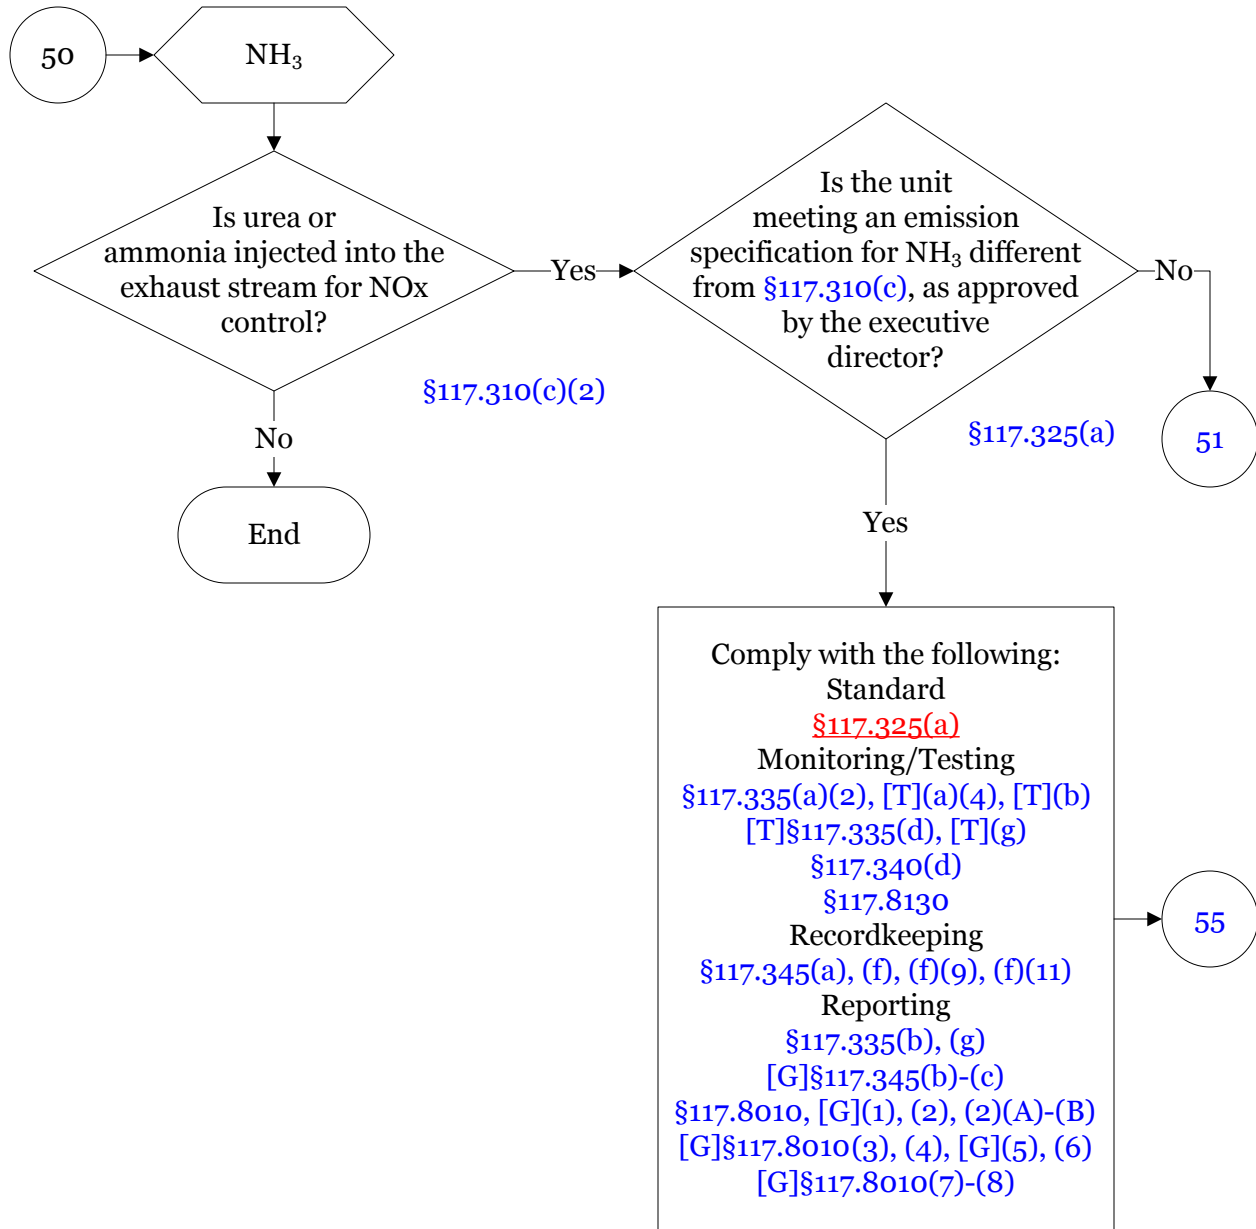 50
NH₃
Is urea or
ammonia injected into the
exhaust stream for NOx
control?
Yes
§117.310(c)(2)
No
End
Is the unit
meeting an emission
specification for NH₃ different
from §117.310(c), as approved
by the executive
director?
No
§117.325(a)
51
Yes
Comply with the following:
Standard
§117.325(a)
Monitoring/Testing
§117.335(a)(2), [T](a)(4), [T](b)
[T]§117.335(d), [T](g)
§117.340(d)
§117.8130
Recordkeeping
§117.345(a), (f), (f)(9), (f)(11)
Reporting
§117.335(b), (g)
[G]§117.345(b)-(c)
§117.8010, [G](1), (2), (2)(A)-(B)
[G]§117.8010(3), (4), [G](5), (6)
[G]§117.8010(7)-(8)
55